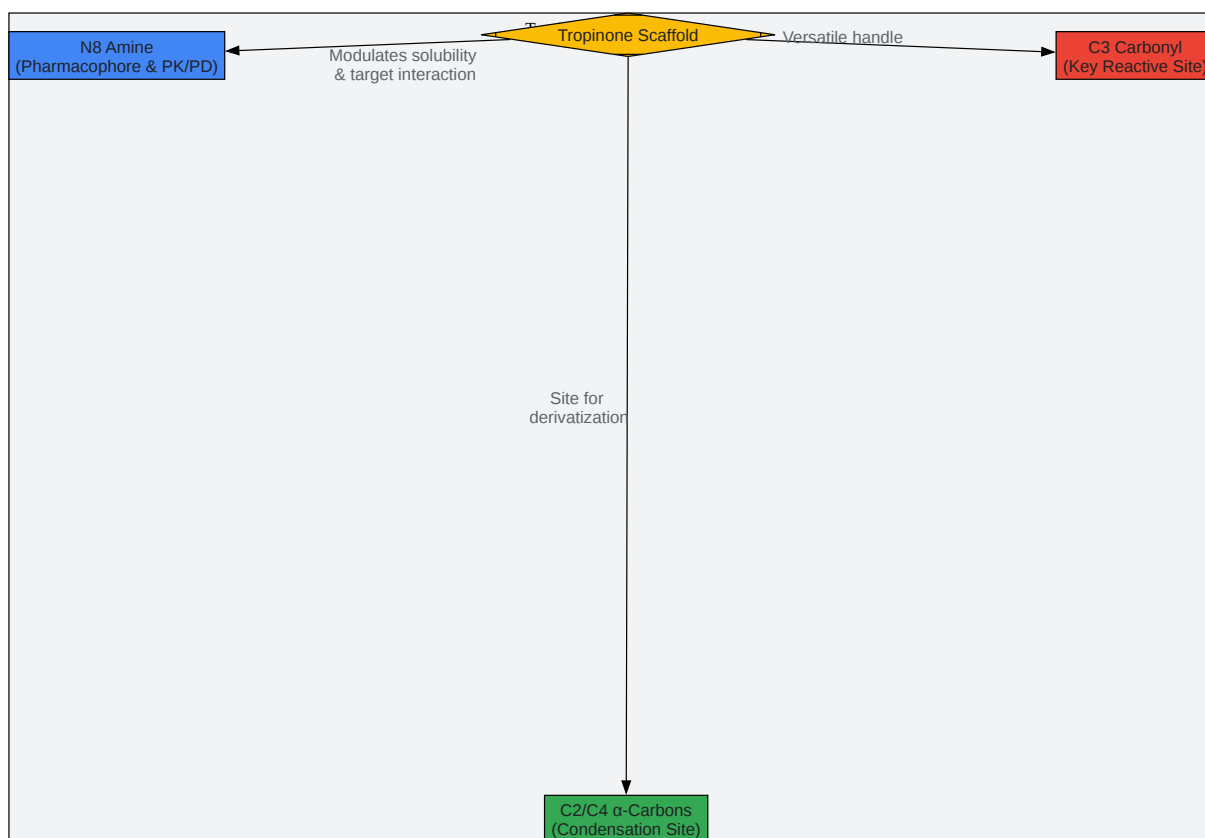 Tropinone Scaffold
N8 Amine
(Pharmacophore & PK/PD)
Modulates solubility
& target interaction
Versatile handle
C3 Carbonyl
(Key Reactive Site)
Site for
derivatization
C2/C4 α-Carbons
(Condensation Site)